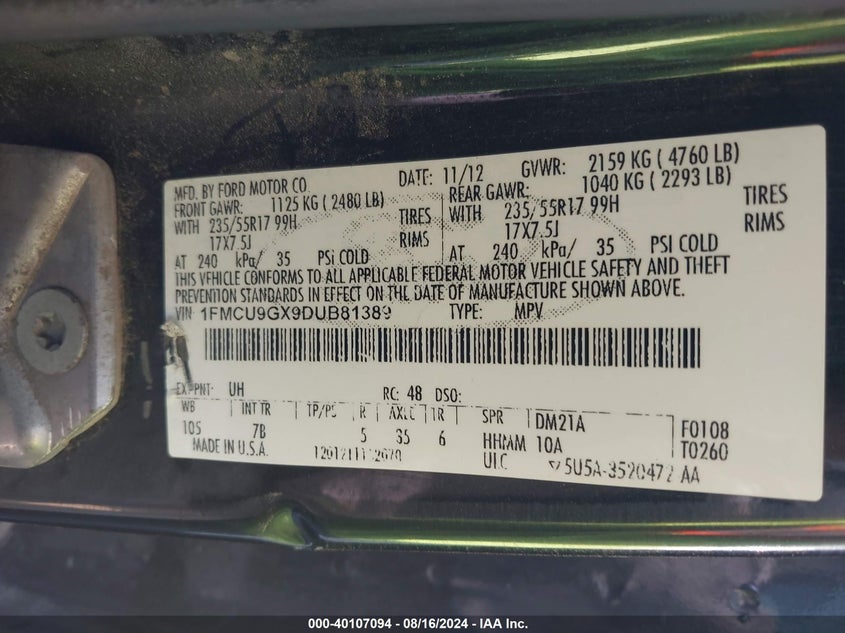 MFD. BY FORD MOTOR CO. DATE: 11/12 GVWR: 2159 KG ( 4760 LB)
FRONT GAWR: 1125 KG ( 2480 LB) REAR GAWR: 1040 KG ( 2293 LB)
WITH 235/55R17 99H TIRES WITH 235/55R17 99H TIRES
17X7.5J RIMS 17X7.5J RIMS
AT 240 kPa/ 35 PSI COLD AT 240 kPa/ 35 PSI COLD
THIS VEHICLE CONFORMS TO ALL APPLICABLE FEDERAL MOTOR VEHICLE SAFETY AND THEFT
PREVENTION STANDARDS IN EFFECT ON THE DATE OF MANUFACTURE SHOWN ABOVE.
VIN: 1FMCU9GX9DUB81389 TYPE: MPV
EXT PNT: UH RC: 48 DSO:
WB INT TR TP/PS R AXLE TR SPR DM21A F0108
105 7B 5 35 6 HHMM 10A T0260
MADE IN U.S.A. ULC AA
000-40107094 - 08/16/2024 - IAA Inc.